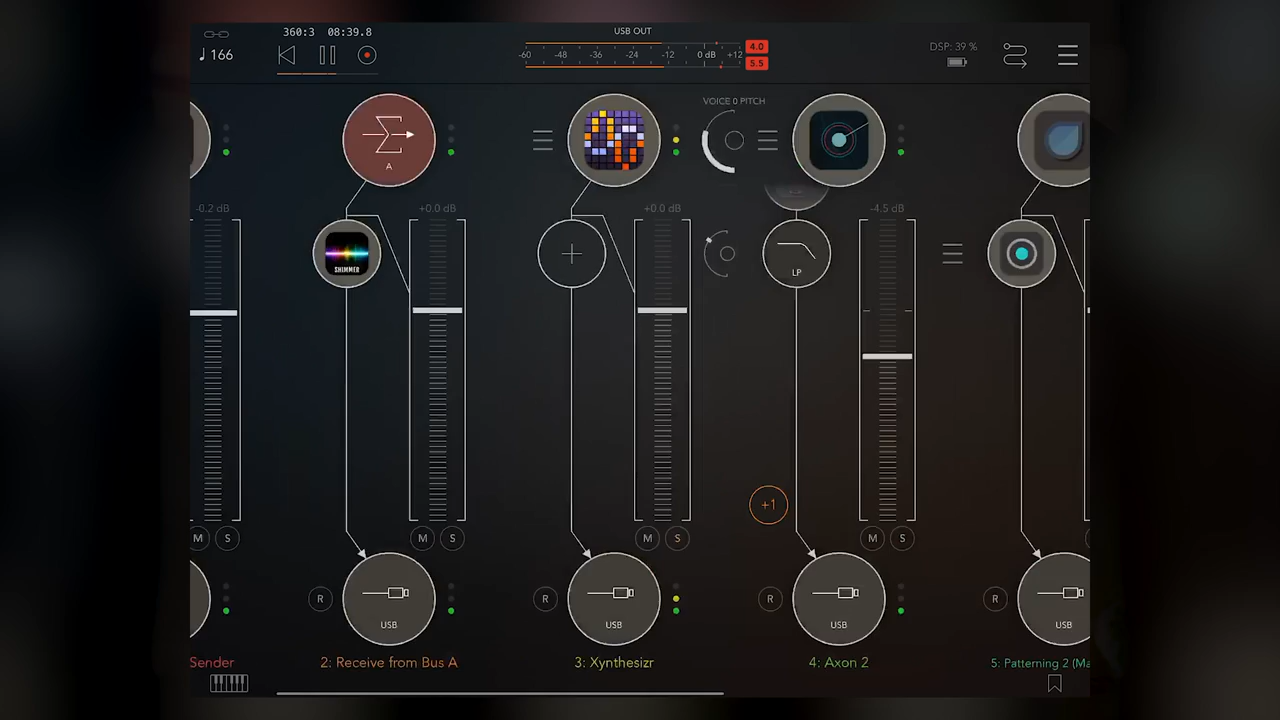 360:3 08:39.8
USB OUT
166
-60 -48 -36 -24 -12 0 dB +12
4.0
5.5
DSP: 39 %
VOICE 0 PITCH
A
-0.2 dB
+0.0 dB
+0.0 dB
-4.5 dB
SHIMMER
LP
+1
M S
M S
M S
M S
R
USB
R
USB
R
USB
R
USB
Sender
2: Receive from Bus A
3: Xynthesizr
4: Axon 2
5: Patterning 2 (Ma